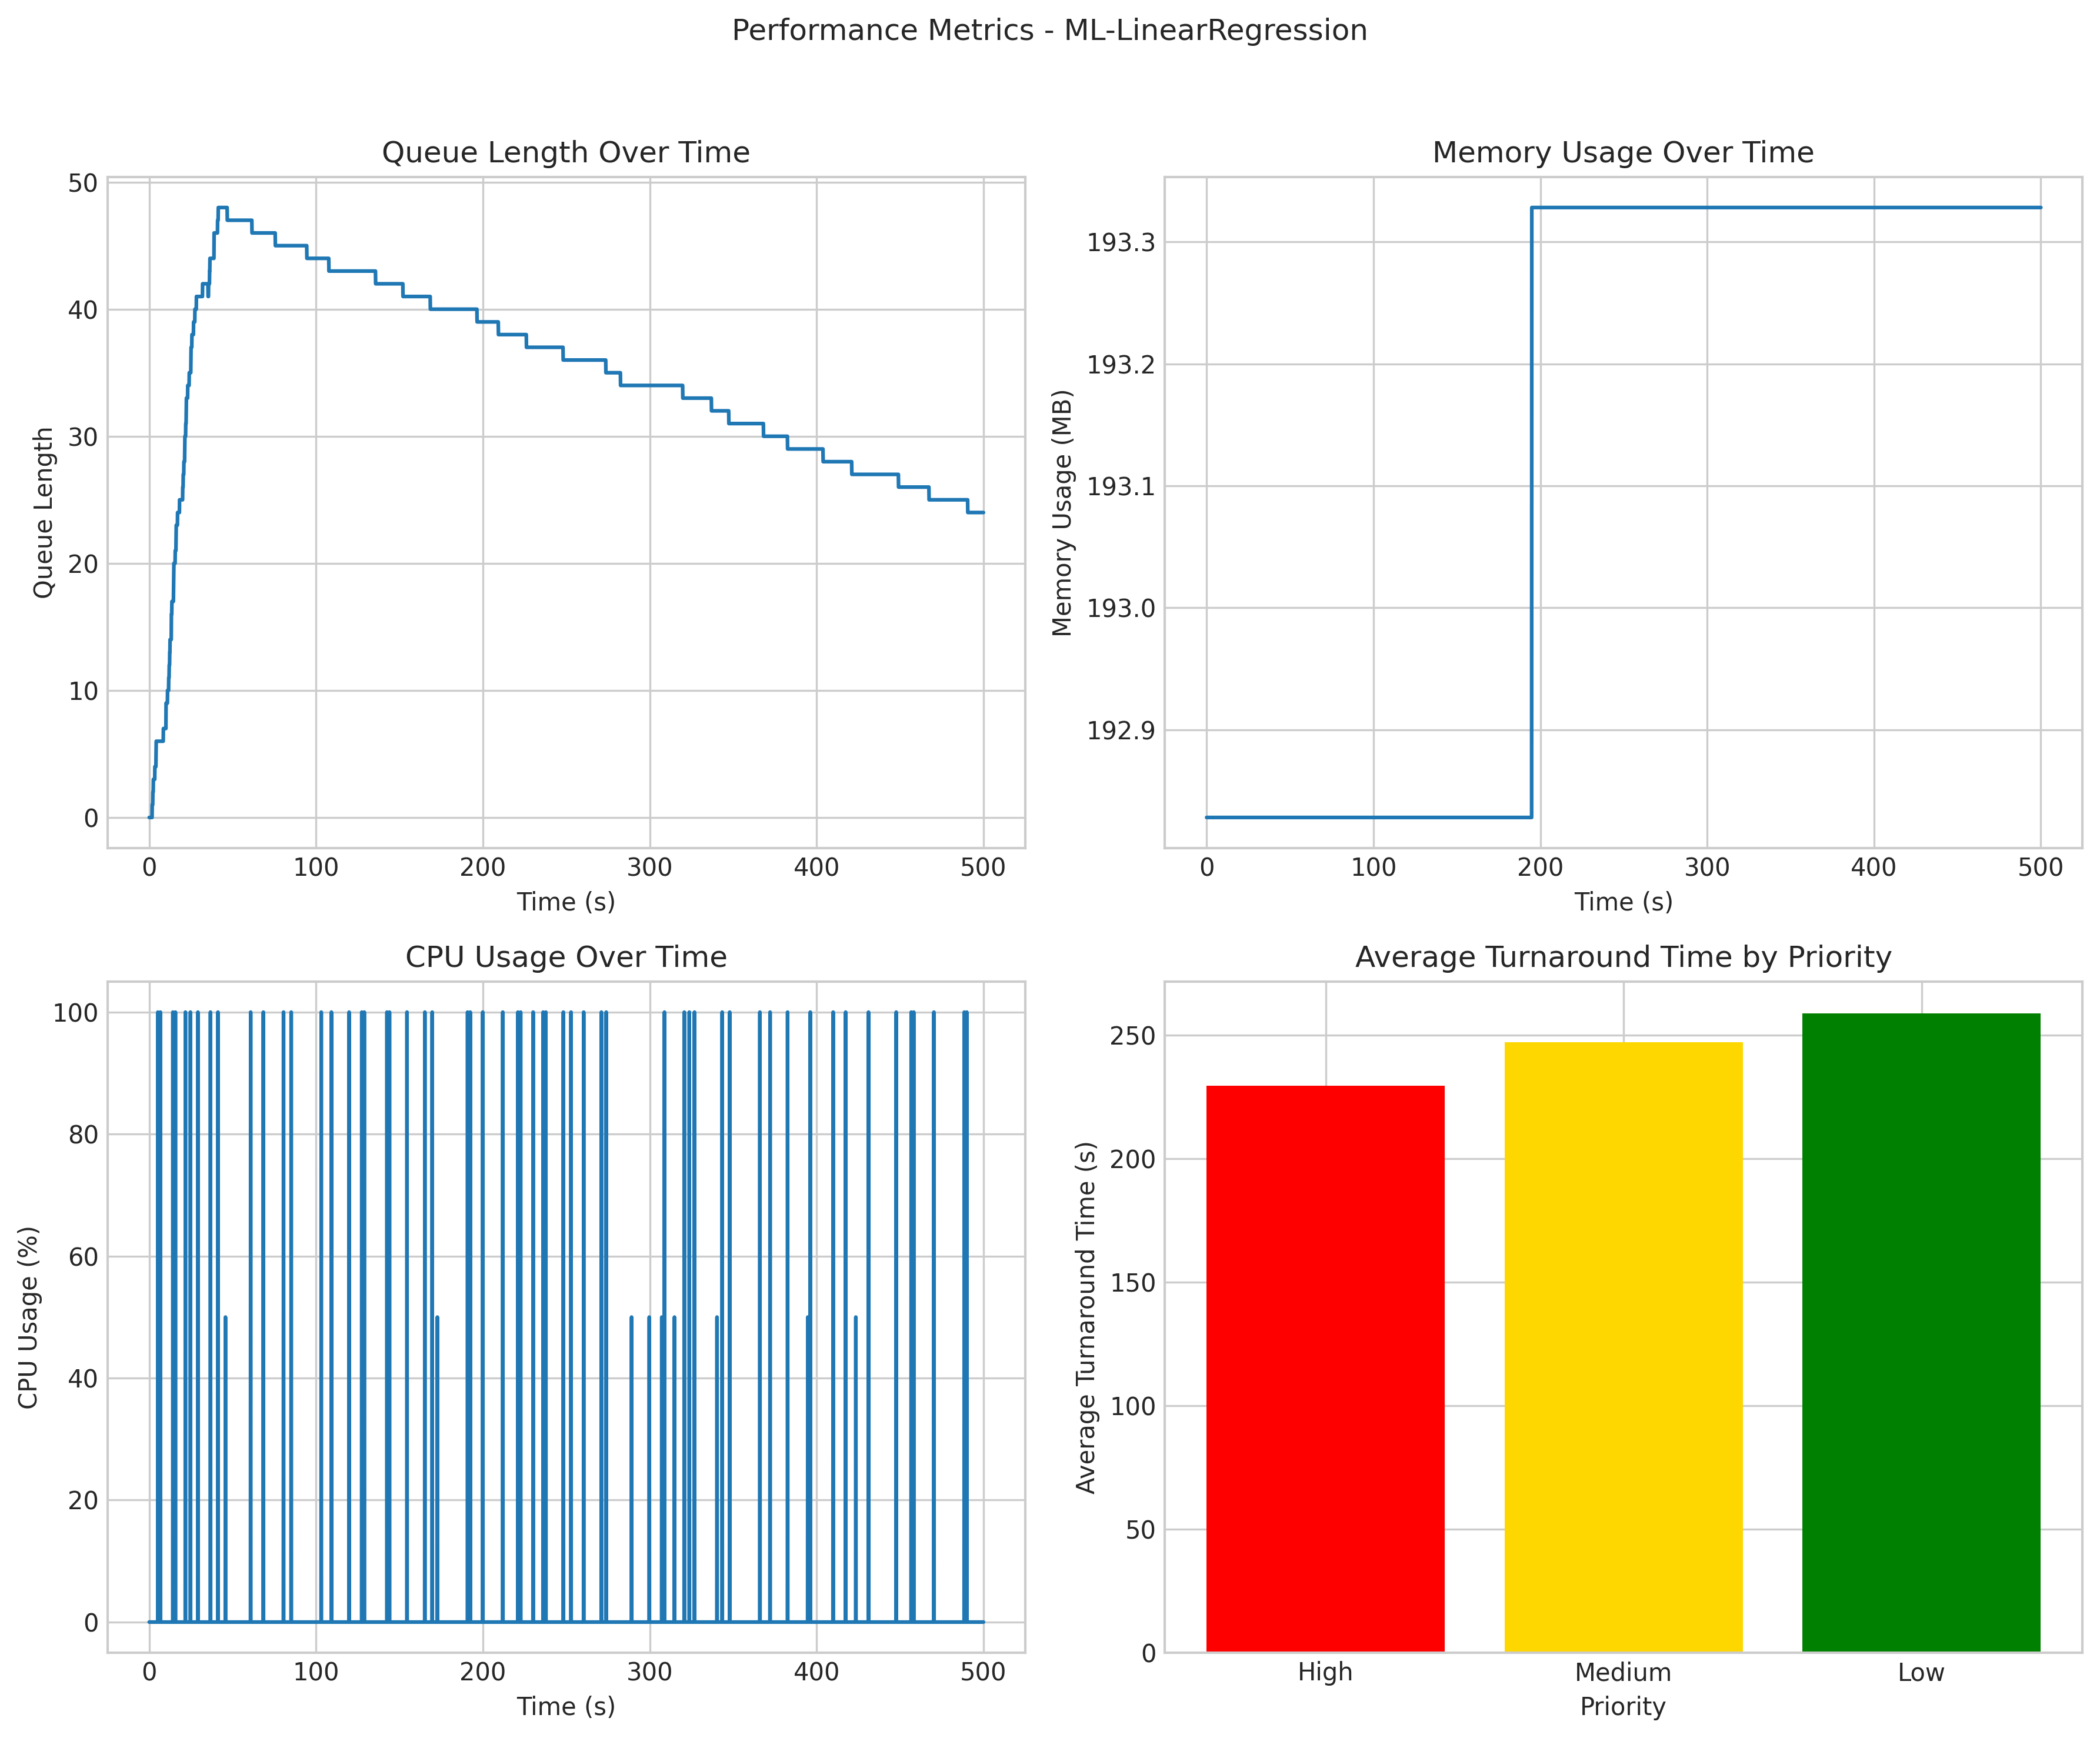 Performance Metrics - ML-LinearRegression
Queue Length Over Time
50
40
30
20
10
0
Queue Length
0 100 200 300 400 500
Time (s)
Memory Usage Over Time
193.3
193.2
193.1
193.0
192.9
Memory Usage (MB)
0 100 200 300 400 500
Time (s)
CPU Usage Over Time
100
80
60
40
20
0
CPU Usage (%)
0 100 200 300 400 500
Time (s)
Average Turnaround Time by Priority
250
200
150
100
50
0
Average Turnaround Time (s)
High Medium Low
Priority